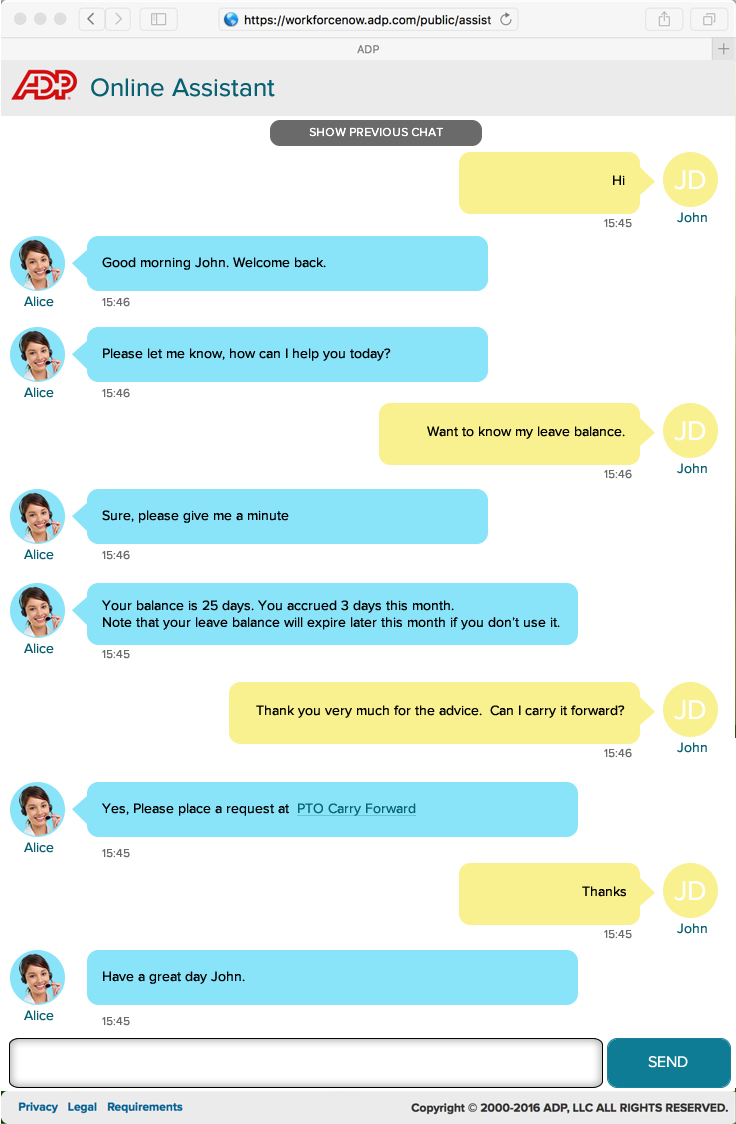 https://workforcenow.adp.com/public/assist
ADP
ADP Online Assistant
SHOW PREVIOUS CHAT
Hi
JD
15:45
John
Good morning John. Welcome back.
Alice
15:46
Please let me know, how can I help you today?
Alice
15:46
Want to know my leave balance.
JD
15:46
John
Sure, please give me a minute
Alice
15:46
Your balance is 25 days. You accrued 3 days this month.
Note that your leave balance will expire later this month if you don't use it.
Alice
15:45
Thank you very much for the advice.  Can I carry it forward?
JD
15:46
John
Yes, Please place a request at  PTO Carry Forward
Alice
15:45
Thanks
JD
15:45
John
Have a great day John.
Alice
15:45
SEND
Privacy Legal Requirements
Copyright © 2000-2016 ADP, LLC ALL RIGHTS RESERVED.